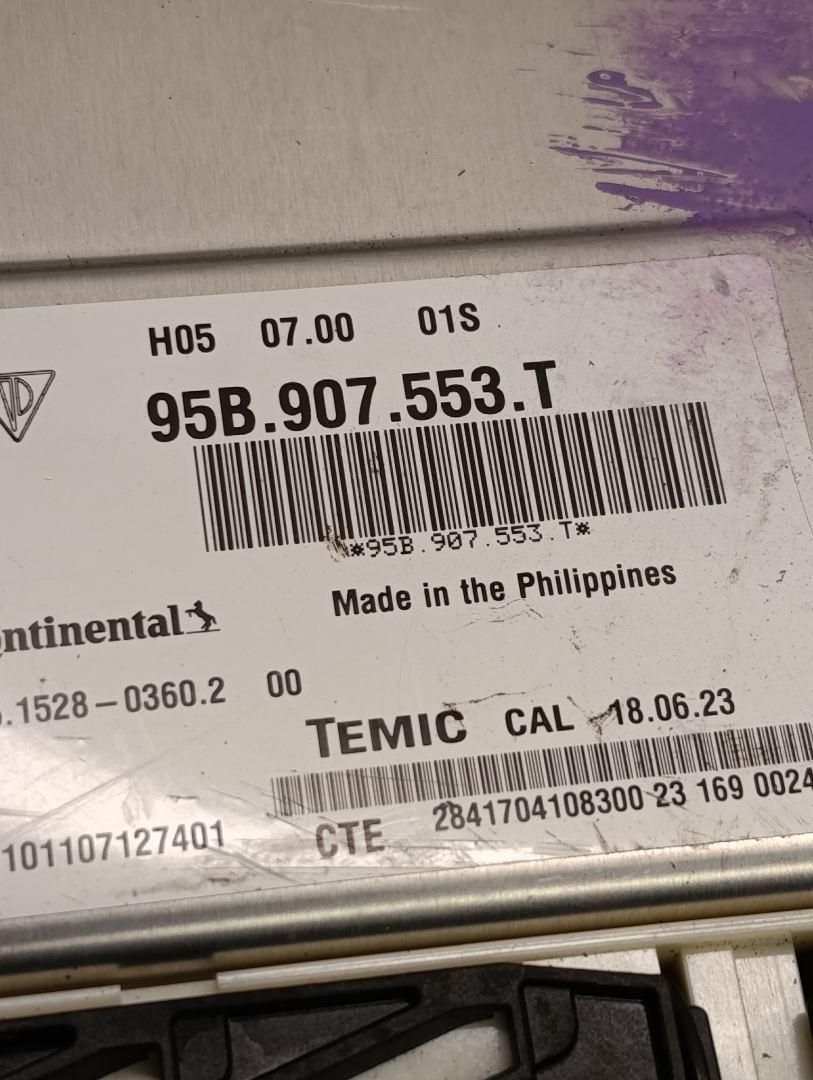 H05 07.00 01S
95B.907.553.T
*95B.907.553.T*
Made in the Philippines
ontinental
.1528-0360.2 00
TEMIC CAL 18.06.23
2841704108300 23 169 0024
101107127401 CTE